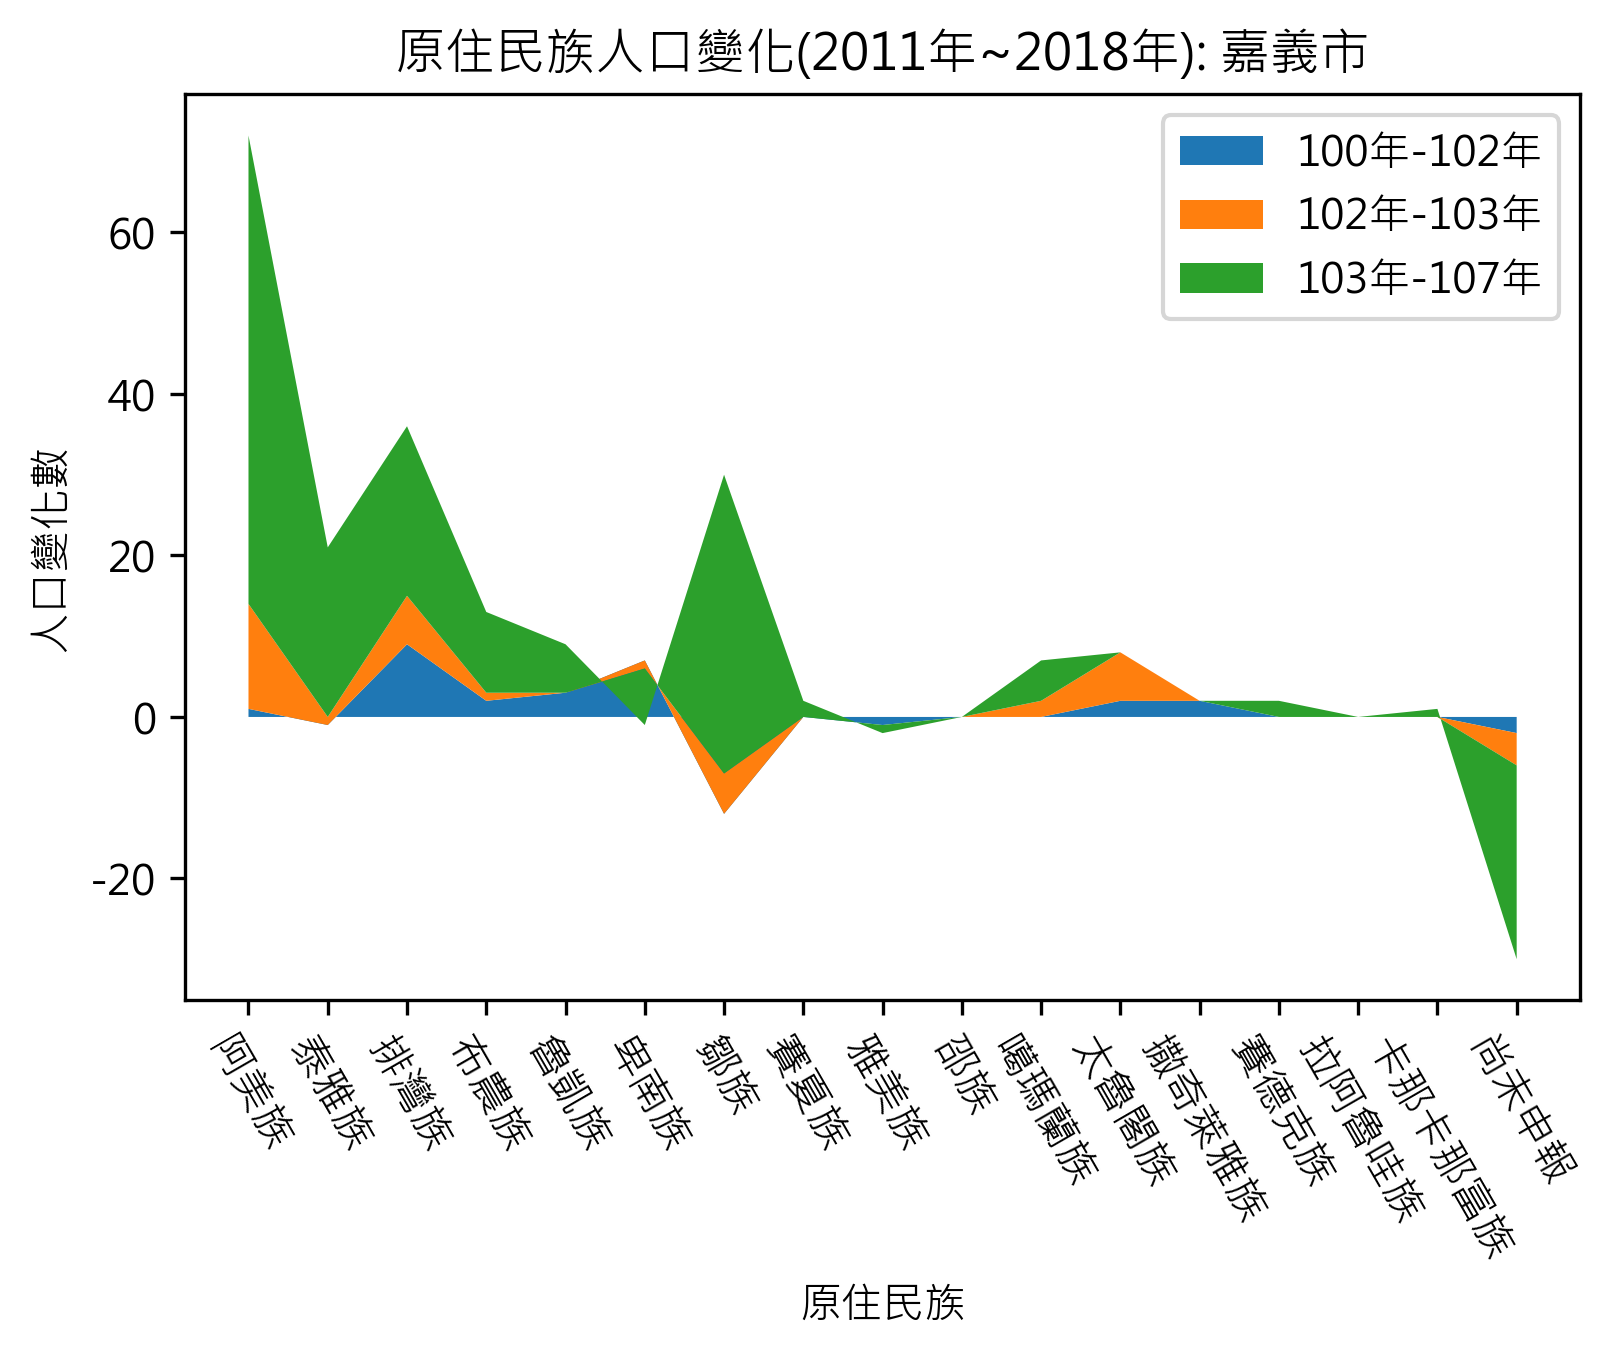 原住民族人口變化(2011年~2018年): 嘉義市
100年-102年
102年-103年
103年-107年
人口變化數
60
40
20
0
-20
阿美族
泰雅族
排灣族
布農族
魯凱族
卑南族
鄒族
賽夏族
雅美族
邵族
噶瑪蘭族
太魯閣族
撒奇萊雅族
賽德克族
拉阿魯哇族
卡那卡那富族
尚未申報
原住民族